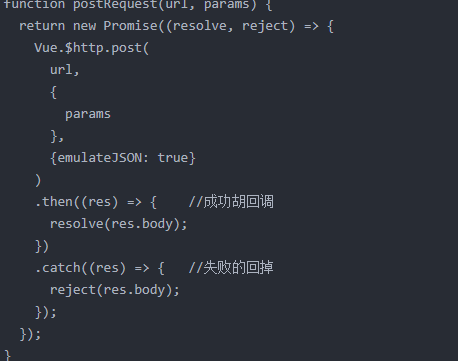 function postRequest(url, params) {
return new Promise((resolve, reject) => {
Vue.$http.post(
url,
{
params
},
{emulateJSON: true}
)
.then((res) => { //成功胡回调
resolve(res.body);
})
.catch((res) => { //失败的回掉
reject(res.body);
});
});
}